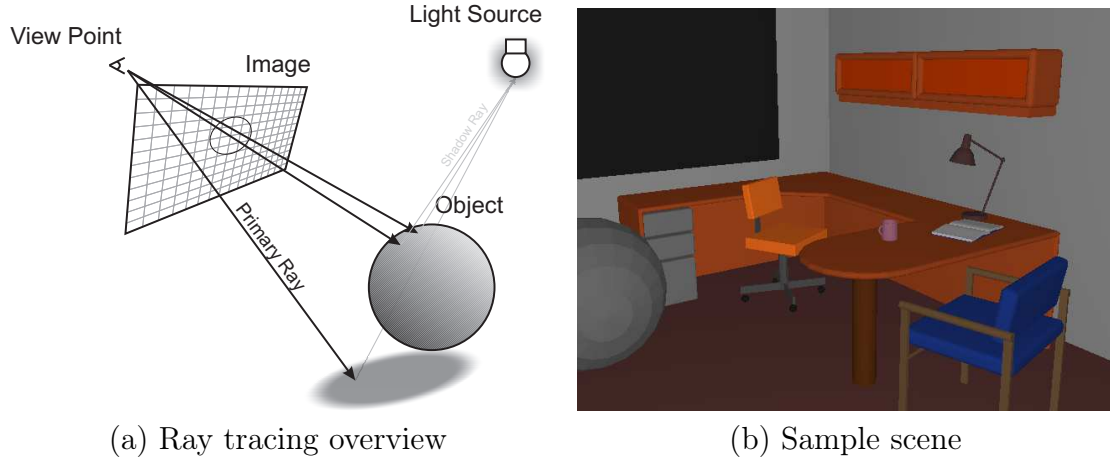 Light Source
View Point
Image
Shadow Ray
Object
Primary Ray
(a) Ray tracing overview
(b) Sample scene